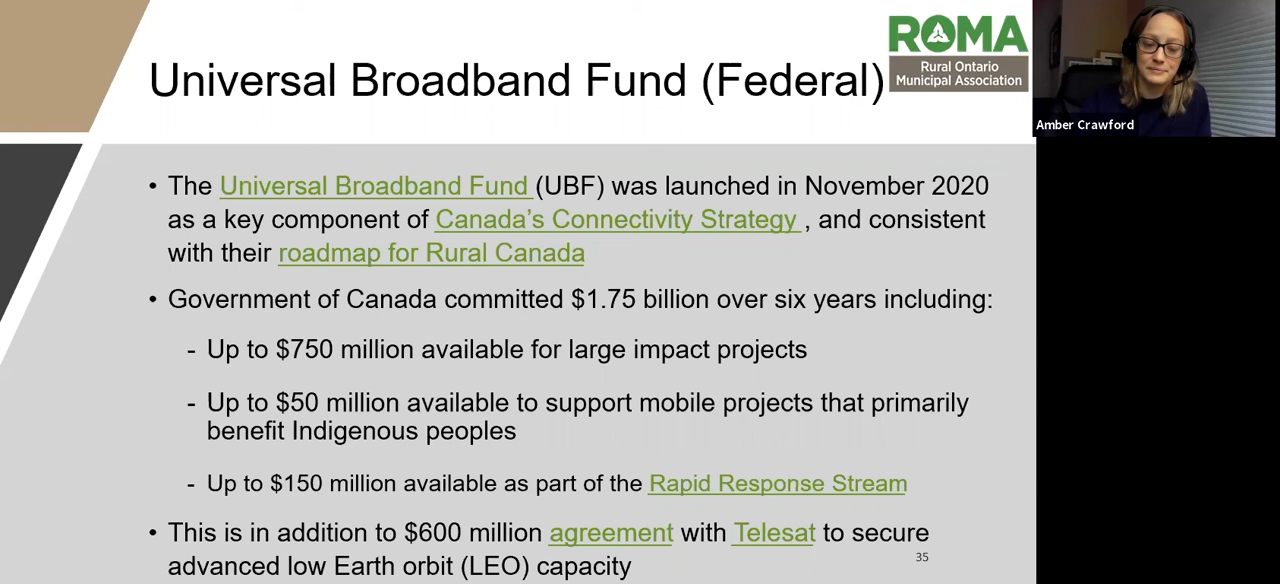 Universal Broadband Fund (Federal)
ROMA
Rural Ontario
Municipal Association
Amber Crawford
• The Universal Broadband Fund (UBF) was launched in November 2020
as a key component of Canada's Connectivity Strategy , and consistent
with their roadmap for Rural Canada
• Government of Canada committed $1.75 billion over six years including:
- Up to $750 million available for large impact projects
- Up to $50 million available to support mobile projects that primarily
benefit Indigenous peoples
- Up to $150 million available as part of the Rapid Response Stream
• This is in addition to $600 million agreement with Telesat to secure
advanced low Earth orbit (LEO) capacity
35